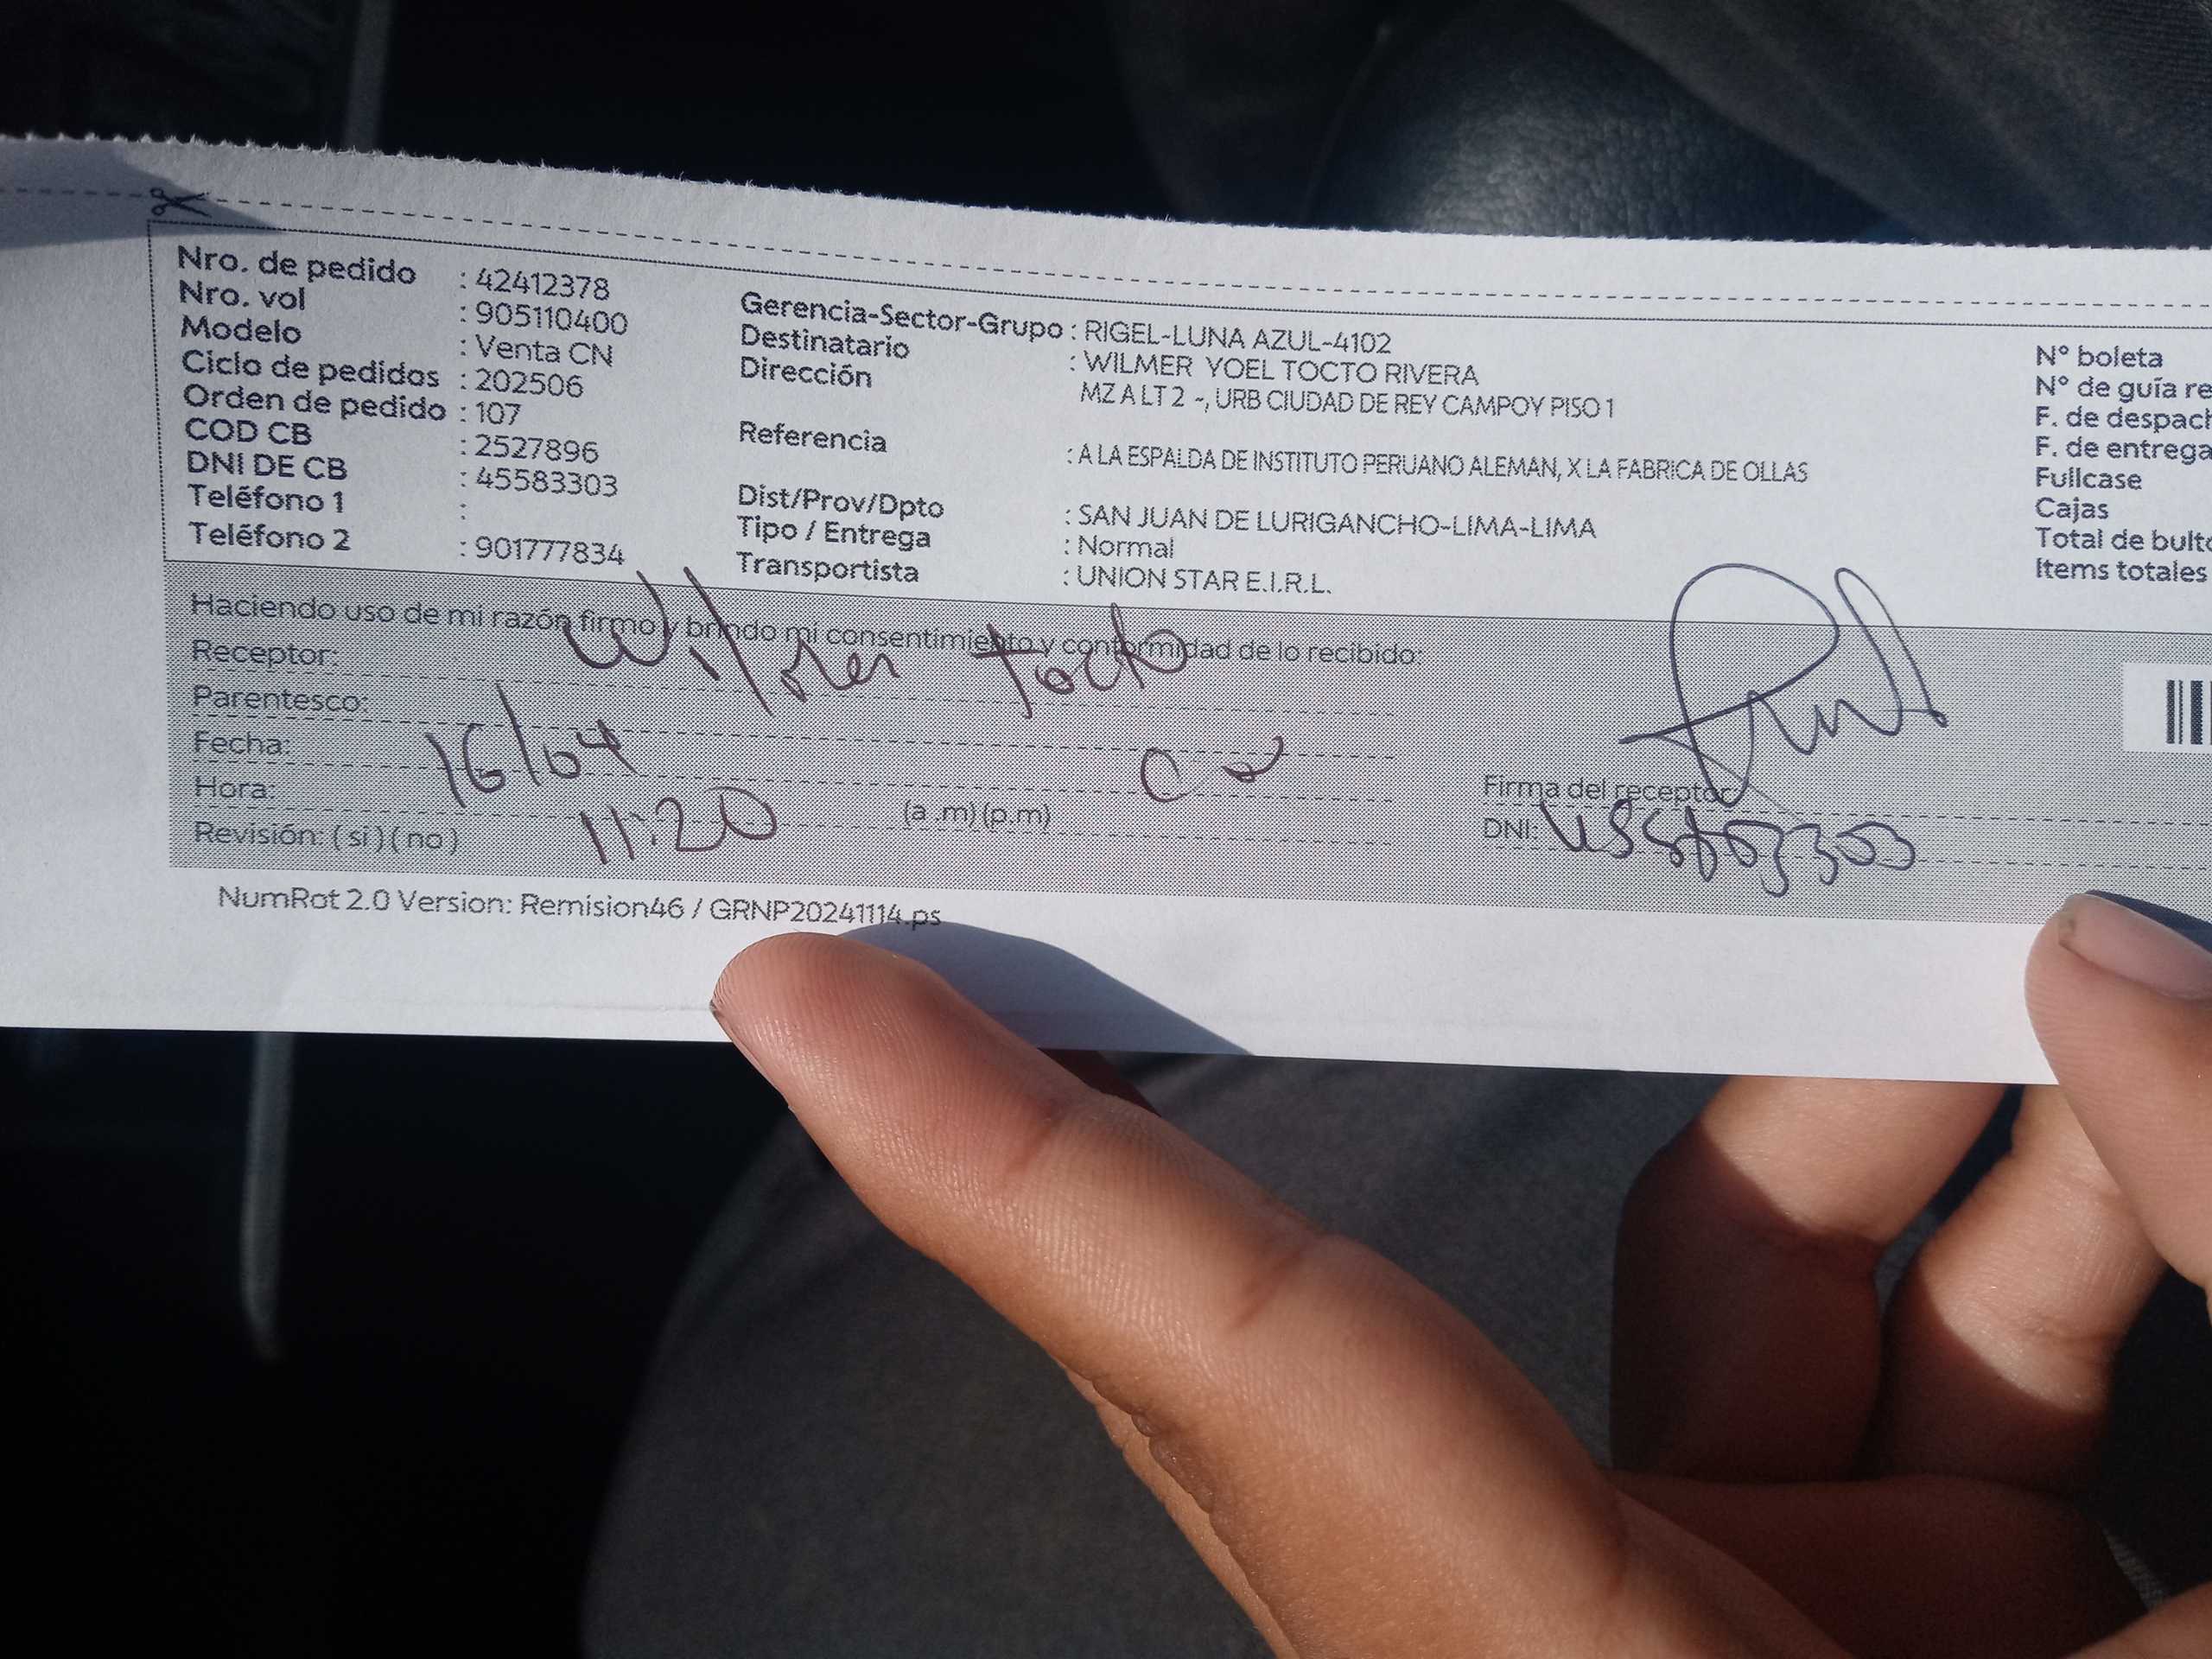 Nro. de pedido : 42412378
Nro. vol : 905110400
Modelo : Venta CN
Ciclo de pedidos : 202506
Orden de pedido : 107
COD CB : 2527896
DNI DE CB : 45583303
Teléfono 1 :
Teléfono 2 : 901777834
Gerencia-Sector-Grupo : RIGEL-LUNA AZUL-4102
Destinatario : WILMER YOEL TOCTO RIVERA
Dirección MZ A LT 2 -, URB CIUDAD DE REY CAMPOY PISO 1
Referencia : A LA ESPALDA DE INSTITUTO PERUANO ALEMAN, X LA FABRICA DE OLLAS
Dist/Prov/Dpto : SAN JUAN DE LURIGANCHO-LIMA-LIMA
Tipo / Entrega : Normal
Transportista : UNION STAR E.I.R.L.
N° boleta
N° de guía re
F. de despach
F. de entrega
Fullcase
Cajas
Total de bulto
Items totales
Haciendo uso de mi razón firmo y brindo mi consentimiento y conformidad de lo recibido:
Receptor: Wilmer Tocto
Parentesco:
Fecha: 16/04
Hora: 11:20 (a .m) (p.m)
Revisión: ( si ) ( no )
Firma del receptor
DNI:
NumRot 2.0 Version: Remision46 / GRNP20241114.ps